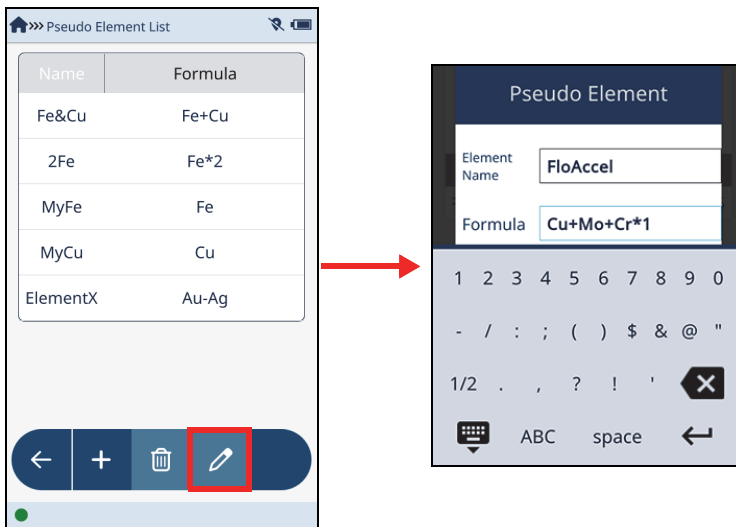 Pseudo Element List
Name Formula
Fe&Cu Fe+Cu
2Fe Fe*2
MyFe Fe
MyCu Cu
ElementX Au-Ag
Pseudo Element
Element Name FloAccel
Formula Cu+Mo+Cr*1
1 2 3 4 5 6 7 8 9 0
- / : ; ( ) $ & @ "
1/2 . , ? ! '
ABC space